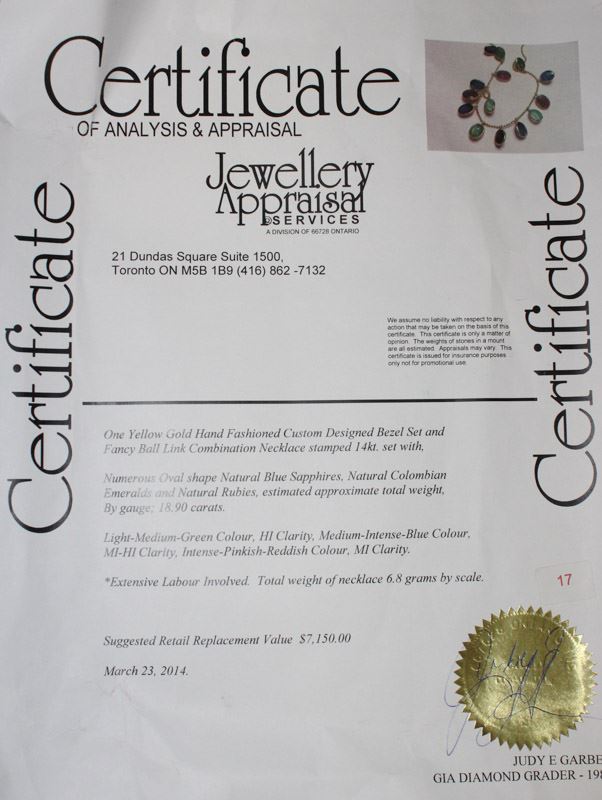 Certificate
OF ANALYSIS & APPRAISAL
Jewellery
Appraisal
@SERVICES
A DIVISION OF 66728 ONTARIO
Certificate
Certificate
21 Dundas Square Suite 1500,
Toronto ON M5B 1B9 (416) 862 -7132
We assume no liability with respect to any
action that may be taken on the basis of this
certificate. This certificate is only a matter of
opinion. The weights of stones in a mount
are all estimated. Appraisals may vary. This
certificate is issued for insurance purposes
only not for promotional use.
One Yellow Gold Hand Fashioned Custom Designed Bezel Set and
Fancy Ball Link Combination Necklace stamped 14kt. set with,
Numerous Oval shape Natural Blue Sapphires, Natural Colombian
Emeralds and Natural Rubies, estimated approximate total weight,
By gauge; 18.90 carats.
Light-Medium-Green Colour, HI Clarity, Medium-Intense-Blue Colour,
MI-HI Clarity, Intense-Pinkish-Reddish Colour, MI Clarity.
*Extensive Labour Involved. Total weight of necklace 6.8 grams by scale.
17
Suggested Retail Replacement Value $7,150.00
March 23, 2014.
JUDY E GARBE
GIA DIAMOND GRADER - 198